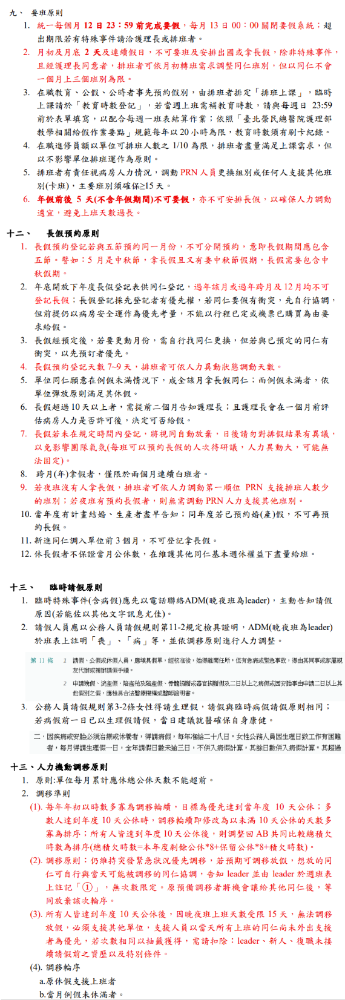 九、 要班原則
1. 統一每個月 12 日 23：59 前完成要假，每月 13 日 00：00 關閉要假系統；超
出期限若有特殊事件請洽護理長或排班者。
2. 月初及月底 2 天及連續假日，不可要班及安排出國或拿長假，除非特殊事件，
且經護理長同意者，排班者可依月初轉班需求調整同仁班別，但以同仁不會
一個月上三個班別為限。
3. 在職教育、公假、公時者事先預約假別，由排班者排定「排班上課」，臨時
上課請於「教育時數登記」，若當週上班需補教育時數，請與每週日 23:59
前於表單填寫，以配合每週一班表結算作業；依照「臺北榮民總醫院護理部
教學相關給假作業要點」規範每年以 20 小時為限，教育時數須有刷卡紀錄。
4. 在職進修員額以單位可排班人數之 1/10 為限，排班者盡量滿足上課需求，但
以不影響單位排班運作為原則。
5. 排班者有責任視病房人力情況，調動 PRN 人員更換組別或任何人支援其他班
別(卡班)，主要班別須確保≥15 天。
6. 年假前後 5 天(不含年假期間)不可要假，亦不可安排長假，以確保人力調動
適宜，避免上班天數過長。
十二、 長假預約原則
1. 長假預約登記若與五節預約同一月份，不可分開預約，意即長假期間應包含
五節。譬如：5 月是中秋節，拿長假且又有要中秋節假期，長假需要包含中
秋假期。
2. 年底開放下年度長假登記表供同仁登記，過年該月或過年跨月及 12 月均不可
登記長假；長假登記採先登記者有優先權，若同仁要假有衝突，先自行協調，
但前提仍以病房安全運作為優先考量，不能以行程已定或機票已購買為由要
求給假。
3. 長假經預定後，若要更動月份，需自行找同仁更換，但若與已預定的同仁有
衝突，以先預訂者優先。
4. 長假預約登記天數 7~9 天，排班者可依人力異動狀態調動天數。
5. 單位同仁願意在例假未滿情況下，成全該月拿長假同仁；而例假未滿者，依
單位彈放原則滿足其休假。
6. 長假超過 10 天以上者，需提前二個月告知護理長；且護理長會在一個月前評
估病房人力是否許可後，決定可否給假。
7. 長假若未在規定時間內登記，將視同自動放棄，日後請勿對排假結果有異議，
以免影響團隊氣氛(每班可以預約長假的人次待研議，人力異動大，可能無
法固定)。
8. 跨月(年)拿假者，僅限於兩個月連續白班者。
9. 若夜班沒有人拿長假，排班者可依人力調動第一順位 PRN 支援排班人數少
的班別；若夜班有預約長假者，則無需調動 PRN 人力支援其他班別。
10. 當年度有計畫結婚、生產者盡早告知；同年度若已預約婚(產)假，不可再預
約長假。
11. 新進同仁調入單位前 3 個月，不可登記拿長假。
12. 休長假者不保證當月公休數，在維護其他同仁基本週休權益下盡量給班。
十三、 臨時請假原則
1. 臨時特殊事件(含病假)應先以電話聯絡ADM(晚夜班為leader)，主動告知請假
原因(若能佐以其他文字訊息尤佳)。
2. 請假人員應以公務人員請假規則第11-2規定檢具證明，ADM(晚夜班為leader)
於班表上註明「喪」、「病」等，並依調移原則進行人力調整。
第 11 條 1 請假、公假或休假人員，應填具假單，經核准後，始得離開任所。但有急病或緊急事故，得由其同事或家屬親
友代辦或補辦請假手續。
2 申請娩假、流產假、陪產檢及陪產假、骨髓捐贈或器官捐贈假及二日以上之病假或因安胎事由申請二日以上其
他假別之假，應檢具合法醫療機構或醫師證明書。
3. 公務人員請假規則第3-2條女性得請生理假，請假與臨時病假請假原則相同；
若病假前一日已以生理假請假，當日建議就醫確保自身康健。
二、因疾病或安胎必須治療或休養者，得請病假，每年准給二十八日。女性公務人員因生理日致工作有困難
者，每月得請生理假一日，全年請假日數未逾三日，不併入病假計算，其餘日數併入病假計算。其超過
十三、人力機動調移原則
1. 原則:單位每月累計應休總公休天數不能超前。
2. 調移準則
(1). 每年年初以時數多寡為調移輪續，目標為優先達到當年度 10 天公休；多
數人達到年度 10 天公休時，調移輪續即修改為以未滿 10 天公休的天數多
寡為排序；所有人皆達到年度 10 天公休後，則調整回 AB 共同比較總積欠
時數為排序(總積欠時數=本年度剩餘公休*8+保留公休*8+積欠時數)。
(2). 調移原則：仍維持突發緊急狀況優先調移，若預期可調移放假，想放的同
仁可自行與當天可能被調移的同仁協調，告知 leader 並由 leader 於週班表
上註記「①」，無次數限定。原預備調移者將機會讓給其他同仁後，等
同放棄該次輪序。
(3). 所有人皆達到年度 10 天公休後，因晚夜班上班天數受限 15 天，無法調移
放假，必須支援其他單位，支援人員以當天所有上班的同仁尚未外出支援
者為優先，若次數相同以抽籤獲得，需請扣除：leader、新人、復職未接
續請假前之資歷以及特別條件。
(4). 調移輪序
a.原休假支援上班者
b.當月例假未休滿者。